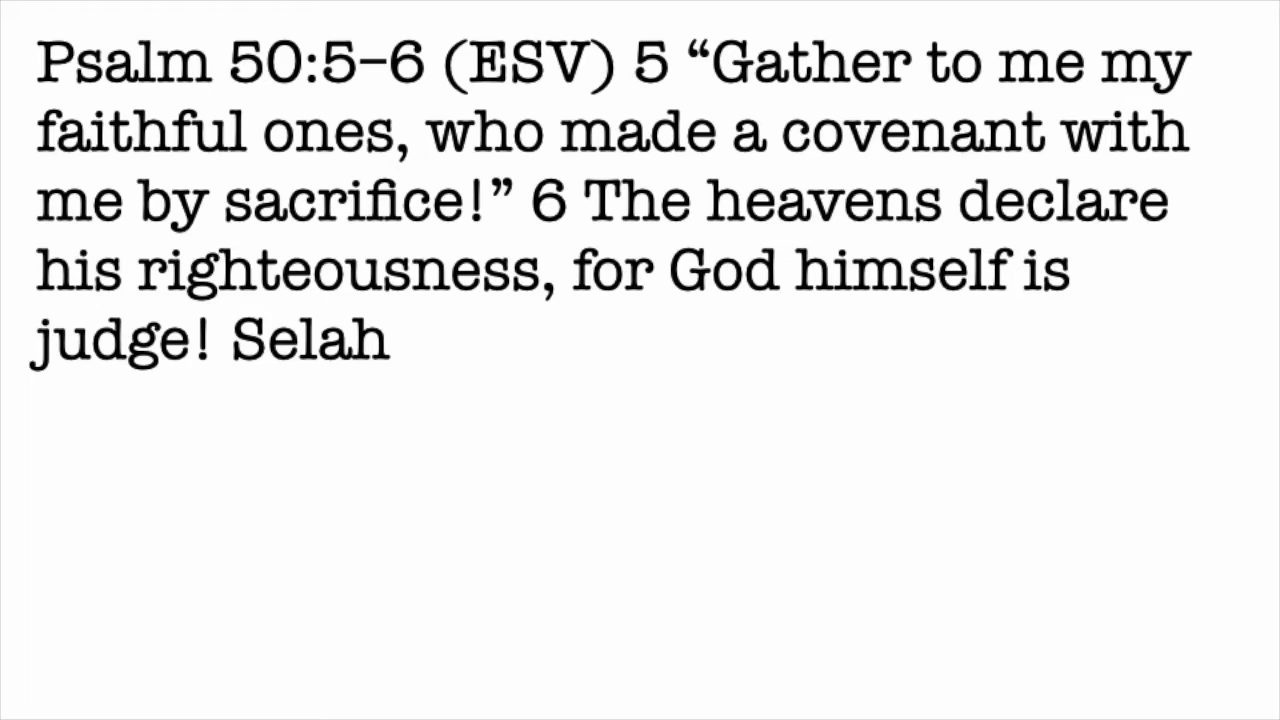 Psalm 50:5–6 (ESV) 5 “Gather to me my
faithful ones, who made a covenant with
me by sacrifice!” 6 The heavens declare
his righteousness, for God himself is
judge! Selah